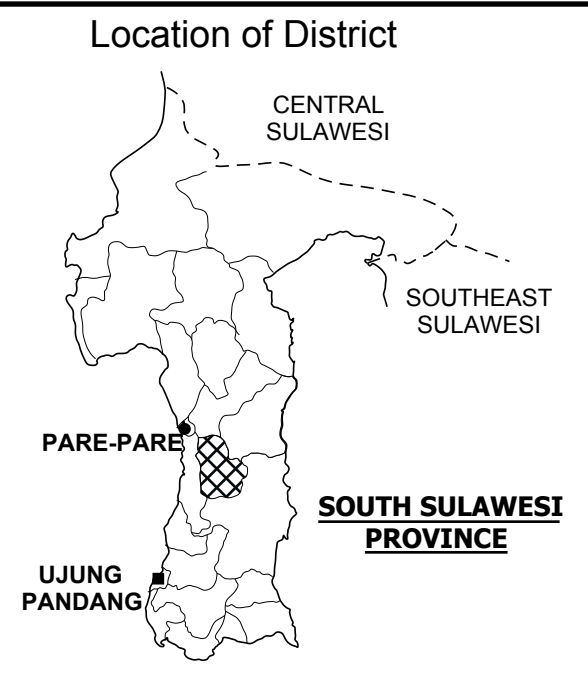 Location of District
CENTRAL
SULAWESI
SOUTHEAST
SULAWESI
PARE-PARE
SOUTH SULAWESI
PROVINCE
UJUNG
PANDANG